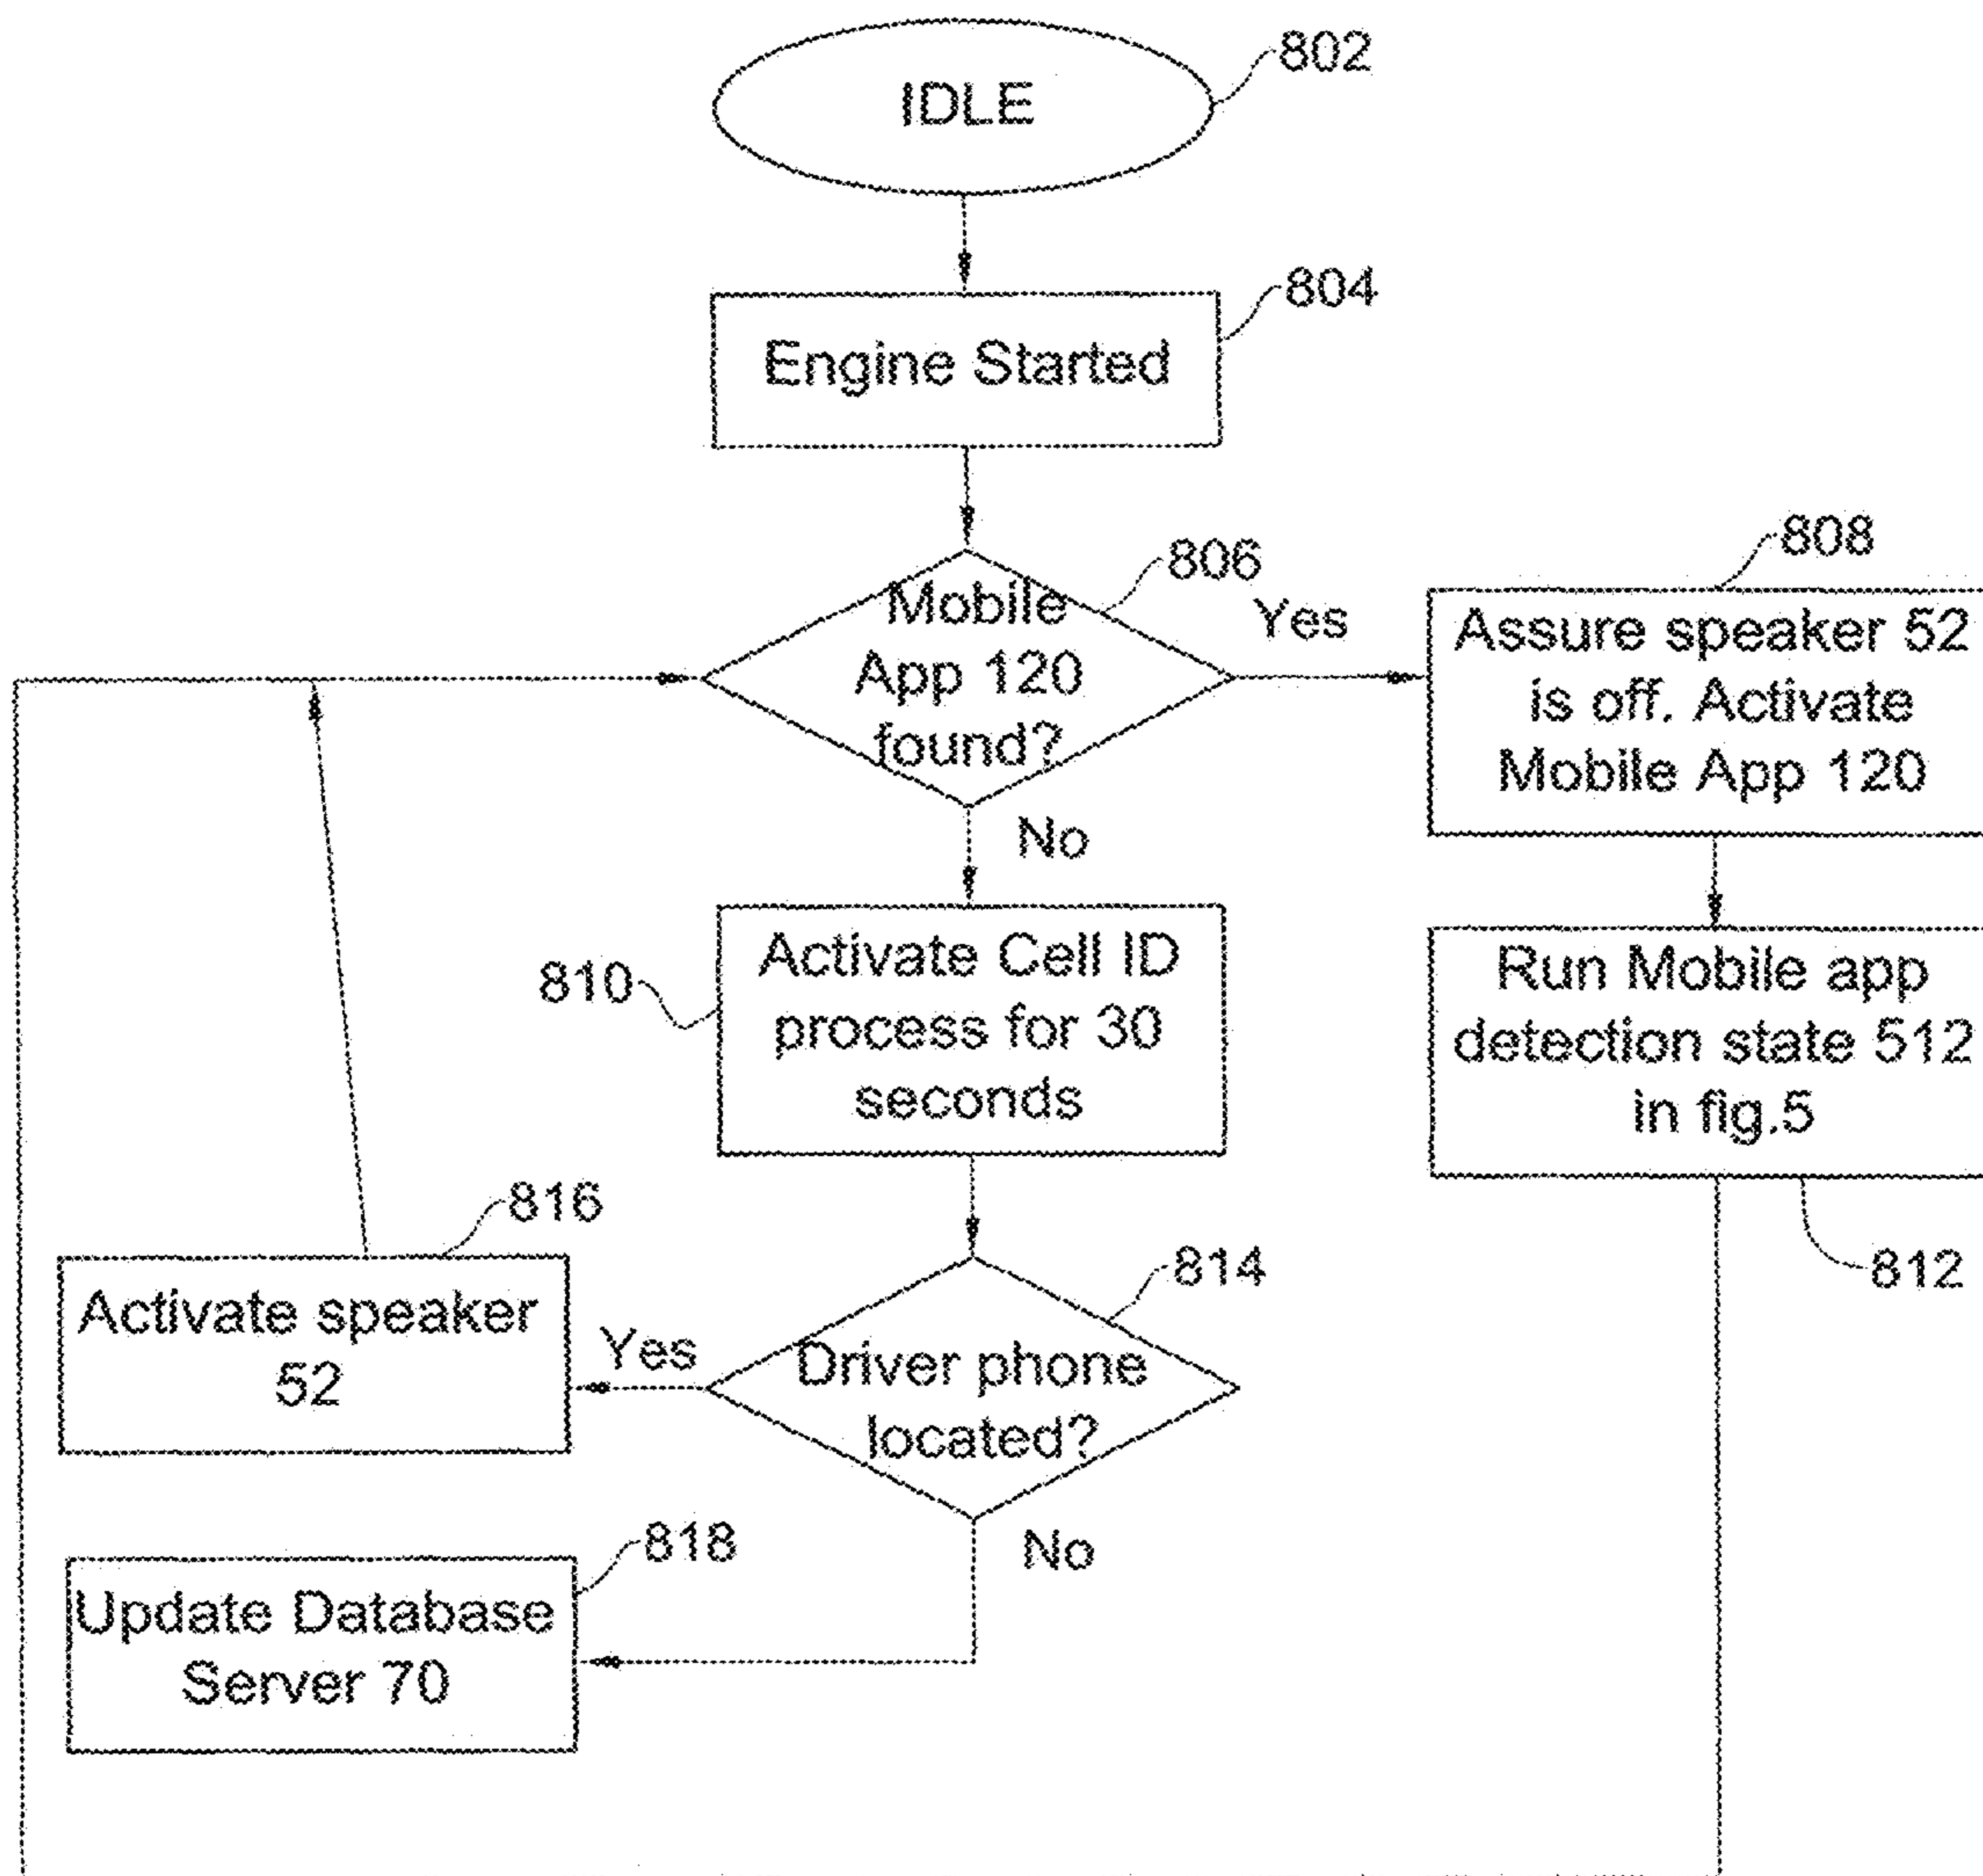 IDLE
802
Engine Started
804
Mobile
App 120
found?
806
Yes
No
Assure speaker 52
is off. Activate
Mobile App 120
808
Activate Cell ID
process for 30
seconds
810
Run Mobile app
detection state 512
in fig.5
812
Driver phone
located?
814
Yes
No
Activate speaker
52
816
Update Database
Server 70
818